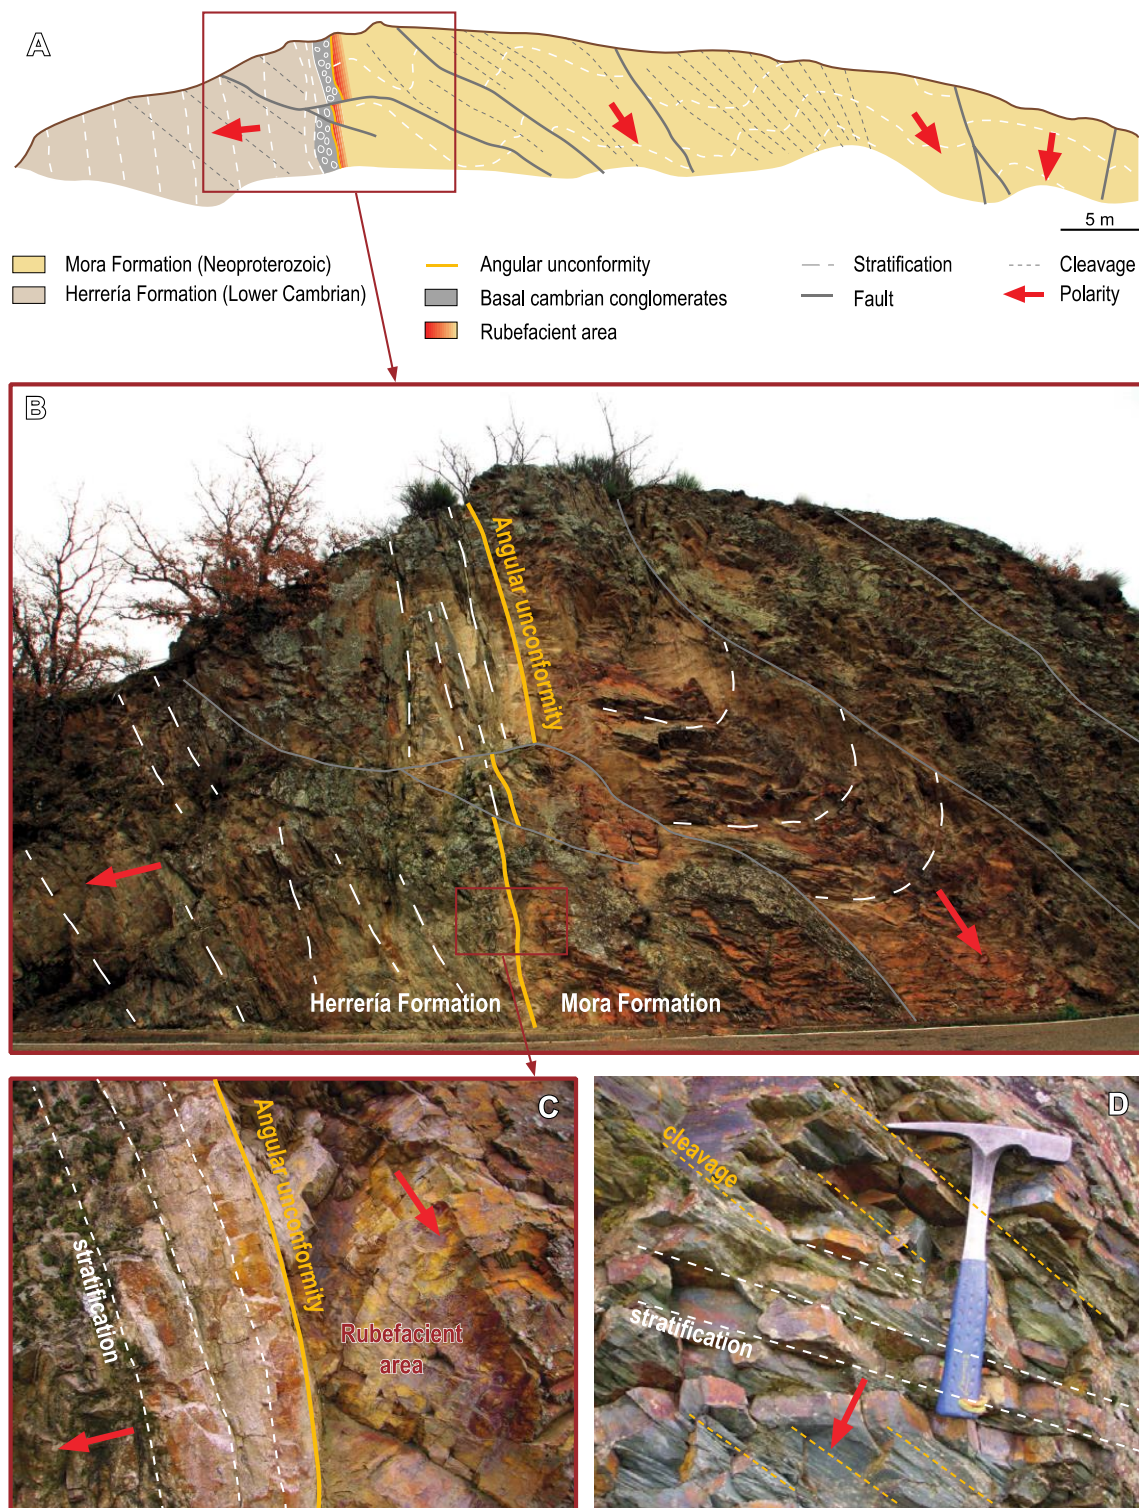 A
5 m
Mora Formation (Neoproterozoic)
Herrería Formation (Lower Cambrian)
Angular unconformity
Basal cambrian conglomerates
Rubefacient area
Stratification
Fault
Cleavage
Polarity
B
Angular unconformity
Herrería Formation
Mora Formation
C
Angular unconformity
stratification
Rubefacient
area
D
cleavage
stratification